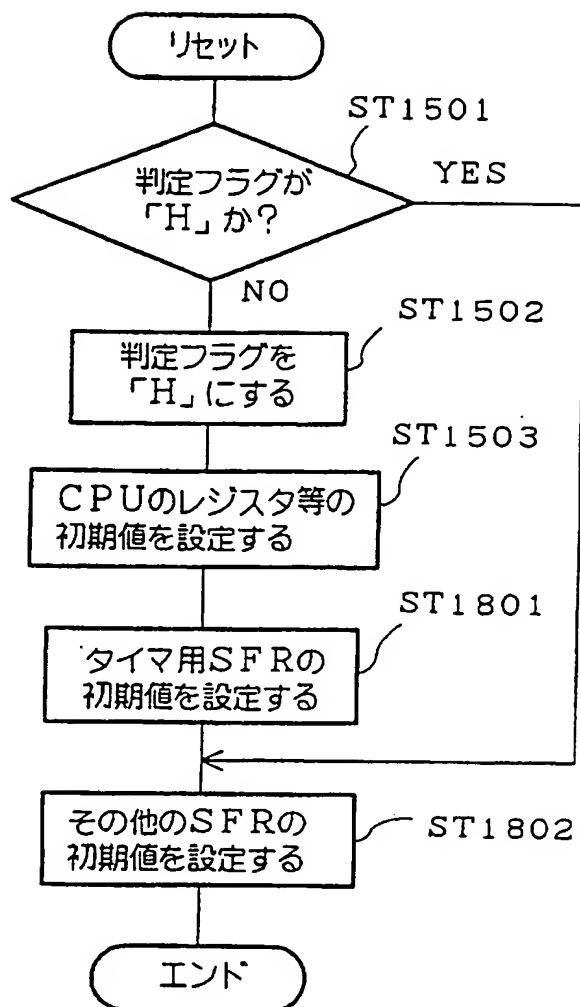 リセット
ST1501
判定フラグが
「H」か?
YES
NO
ST1502
判定フラグを
「H」にする
ST1503
CPUのレジスタ等の
初期値を設定する
ST1801
タイマ用SFRの
初期値を設定する
その他のSFRの
初期値を設定する
ST1802
エンド